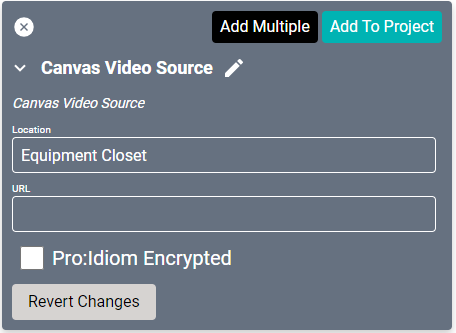 Add Multiple Add To Project
Canvas Video Source
Canvas Video Source
Location
Equipment Closet
URL
Pro:Idiom Encrypted
Revert Changes